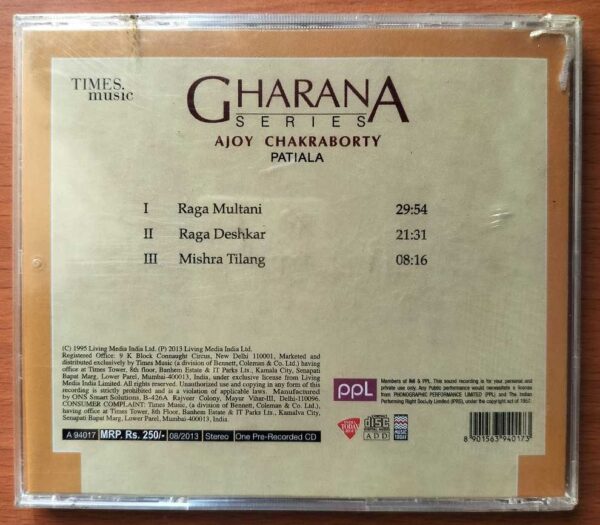 TIMES.
music
GHARANA
SERIES
AJOY CHAKRABORTY
PATIALA
I Raga Multani 29:54
II Raga Deshkar 21:31
III Mishra Tilang 08:16
(C) 1995 Living Media India Ltd. (P) 2013 Living Media India Ltd.
Registered Office: 9 K Block Connaught Circus, New Delhi 110001, Marketed and
distributed exclusively by Times Music (a division of Bennett, Coleman & Co. Ltd.) having
office at Times Tower, 8th floor, Banhem Estate & IT Parks Ltd., Kamala City, Senapati
Bapat Marg, Lower Parel, Mumbai-400013, India, under exclusive license from Living
Media India Limited. All rights reserved. Unauthorized use and copying in any form of this
recording is strictly prohibited and is a violation of applicable laws. Manufactured
by ONS Smart Solutions, B-426A Rajveer Colony, Mayur Vihar-III, Delhi-110096.
CONSUMER COMPLAINT: Times Music, (a division of Bennett, Coleman & Co. Ltd.),
having office at Times Tower, 8th Floor, Banhem Estate & IT Parks Ltd., Kamalva City,
Senapati Bapat Marg, Lower Parel, Mumbai 400013, India.
ppl
Members of IMI & PPL. This sound recording is for your personal and
private use only. Any Public performance would necessitate a licence
from PHONOGRAPHIC PERFORMANCE LIMITED (PPL) and The Indian
Performing Right Society Limited (IPRS), under the copyright act of 1957.
A 94017 MRP. Rs. 250/- 08/2013 Stereo One Pre-Recorded CD
TODAY
disc
ADD
MUSIC
TODAY
8 901563 940173 >